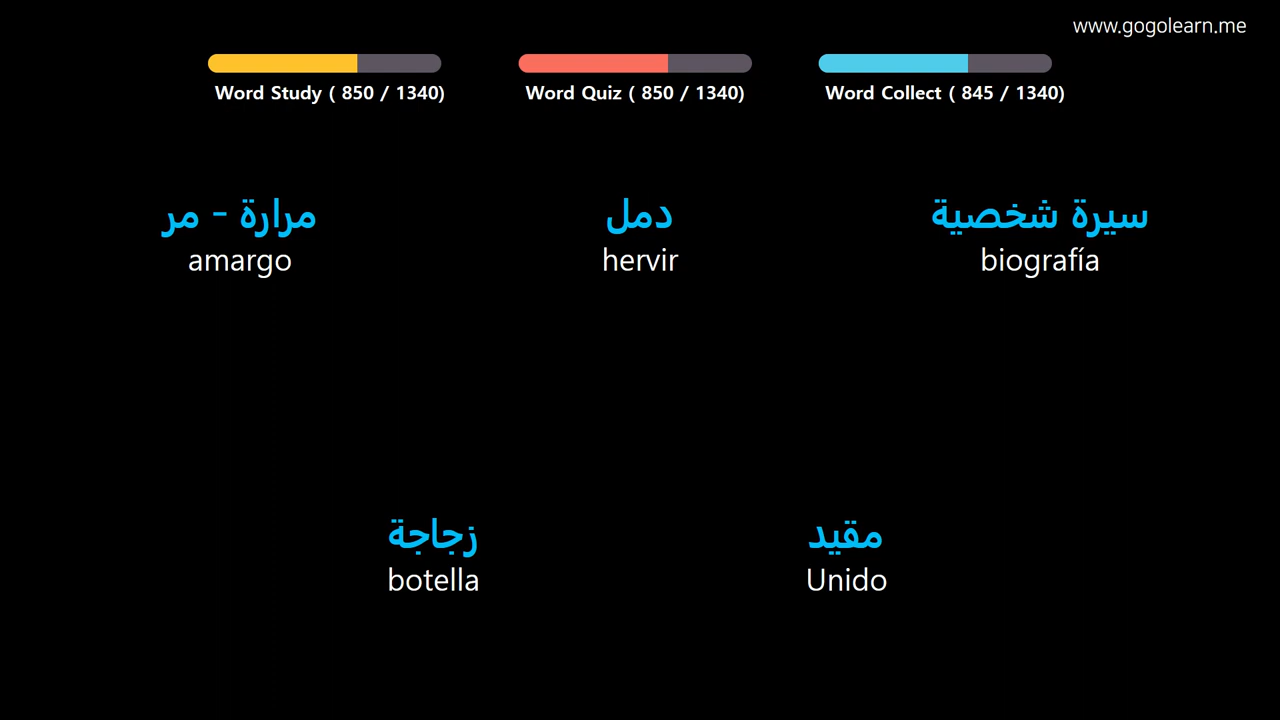 www.gogolearn.me
Word Study ( 850 / 1340)
Word Quiz ( 850 / 1340)
Word Collect ( 845 / 1340)
مرارة - مر
amargo
دمل
hervir
سيرة شخصية
biografía
زجاجة
botella
مقيد
Unido